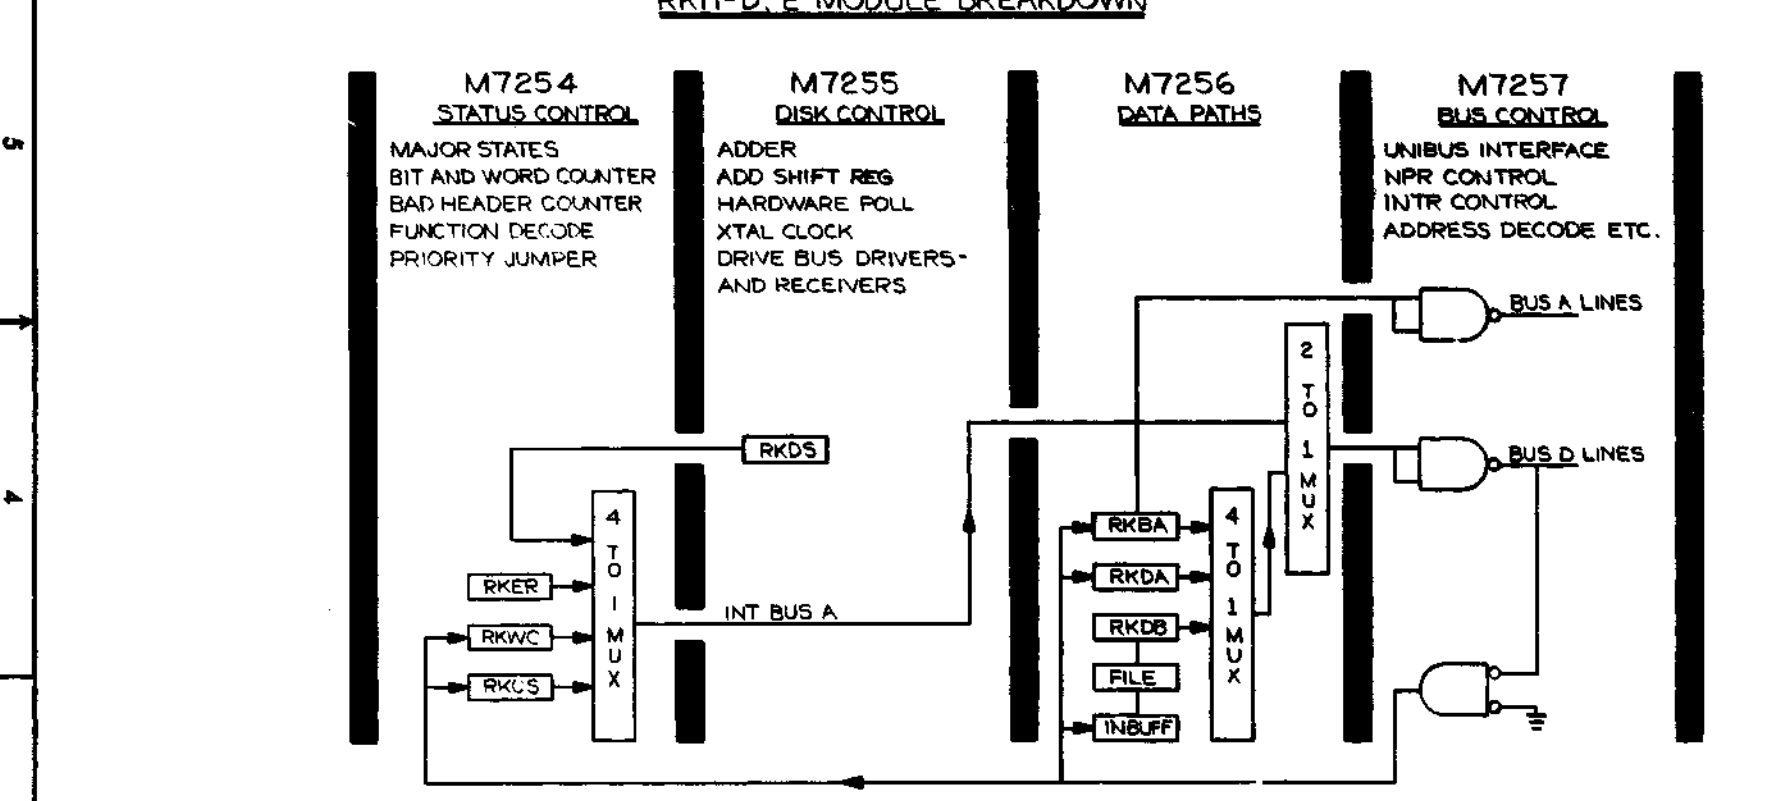 RK11-D, E MODULE BREAKDOWN
M7254
STATUS CONTROL
MAJOR STATES
BIT AND WORD COUNTER
BAD HEADER COUNTER
FUNCTION DECODE
PRIORITY JUMPER
M7255
DISK CONTROL
ADDER
ADD SHIFT REG
HARDWARE POLL
XTAL CLOCK
DRIVE BUS DRIVERS-
AND RECEIVERS
M7256
DATA PATHS
M7257
BUS CONTROL
UNIBUS INTERFACE
NPR CONTROL
INTR CONTROL
ADDRESS DECODE ETC.
5
4
RKDS
4 TO 1 MUX
RKER
RKWC
RKCS
INT BUS A
RKBA
RKDA
RKDB
FILE
INBUFF
4 TO 1 MUX
2 TO 1 MUX
BUS A LINES
BUS D LINES